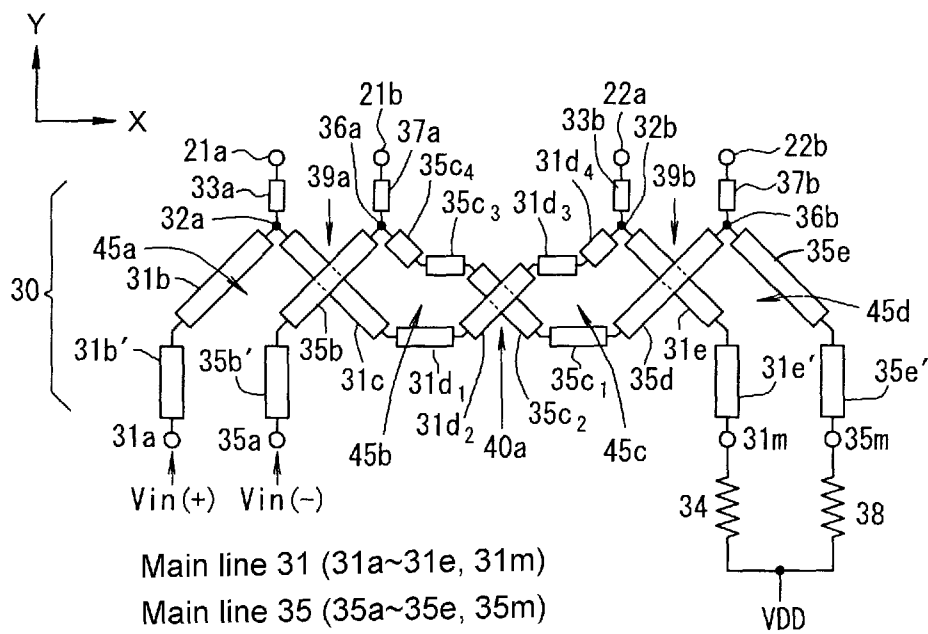 Y
X
21b
22a
36a
37a
33b
32b
21a
35c4
31d4
22b
33a
39a
39b
37b
35c3
31d3
32a
36b
45a
35e
31b
30
45d
31b′
35b′
35b
31c
31d1
35c1
35d
31e
31e′
35e′
31d2
35c2
31a
35a
45b
40a
45c
31m
35m
Vin(+)
Vin(−)
34
38
Main line 31 (31a~31e, 31m)
Main line 35 (35a~35e, 35m)
VDD